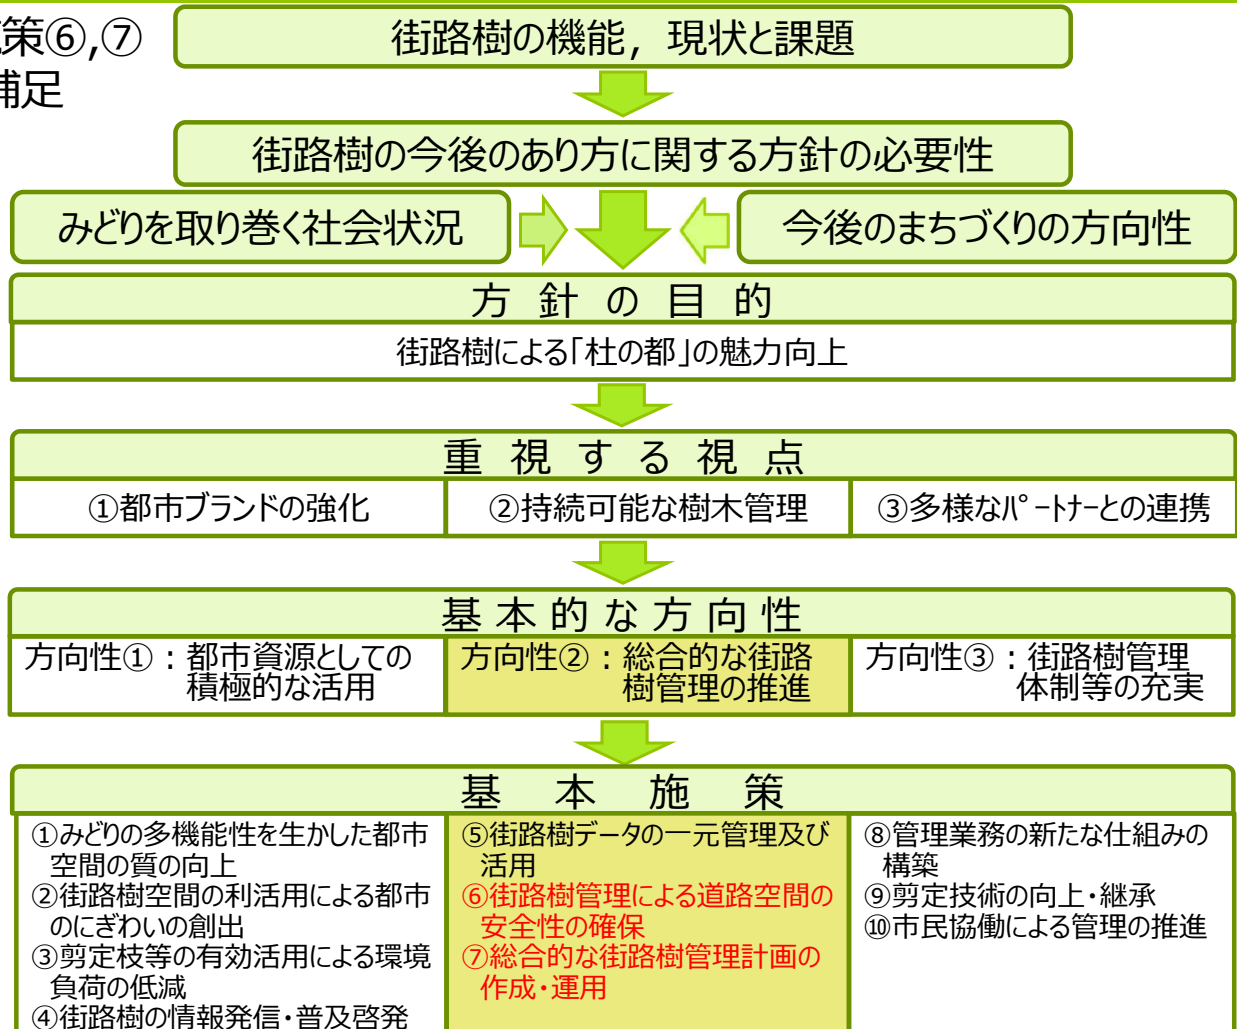 策⑥,⑦
補足
街路樹の機能，現状と課題
街路樹の今後のあり方に関する方針の必要性
みどりを取り巻く社会状況
今後のまちづくりの方向性
方針の目的
街路樹による「杜の都」の魅力向上
重視する視点
①都市ブランドの強化
②持続可能な樹木管理
③多様なﾊﾟｰﾄﾅｰとの連携
基本的な方向性
方向性①：都市資源としての
積極的な活用
方向性②：総合的な街路
樹管理の推進
方向性③：街路樹管理
体制等の充実
基本施策
①みどりの多機能性を生かした都市
空間の質の向上
②街路樹空間の利活用による都市
のにぎわいの創出
③剪定枝等の有効活用による環境
負荷の低減
④街路樹の情報発信・普及啓発
⑤街路樹データの一元管理及び
活用
⑥街路樹管理による道路空間の
安全性の確保
⑦総合的な街路樹管理計画の
作成・運用
⑧管理業務の新たな仕組みの
構築
⑨剪定技術の向上・継承
⑩市民協働による管理の推進